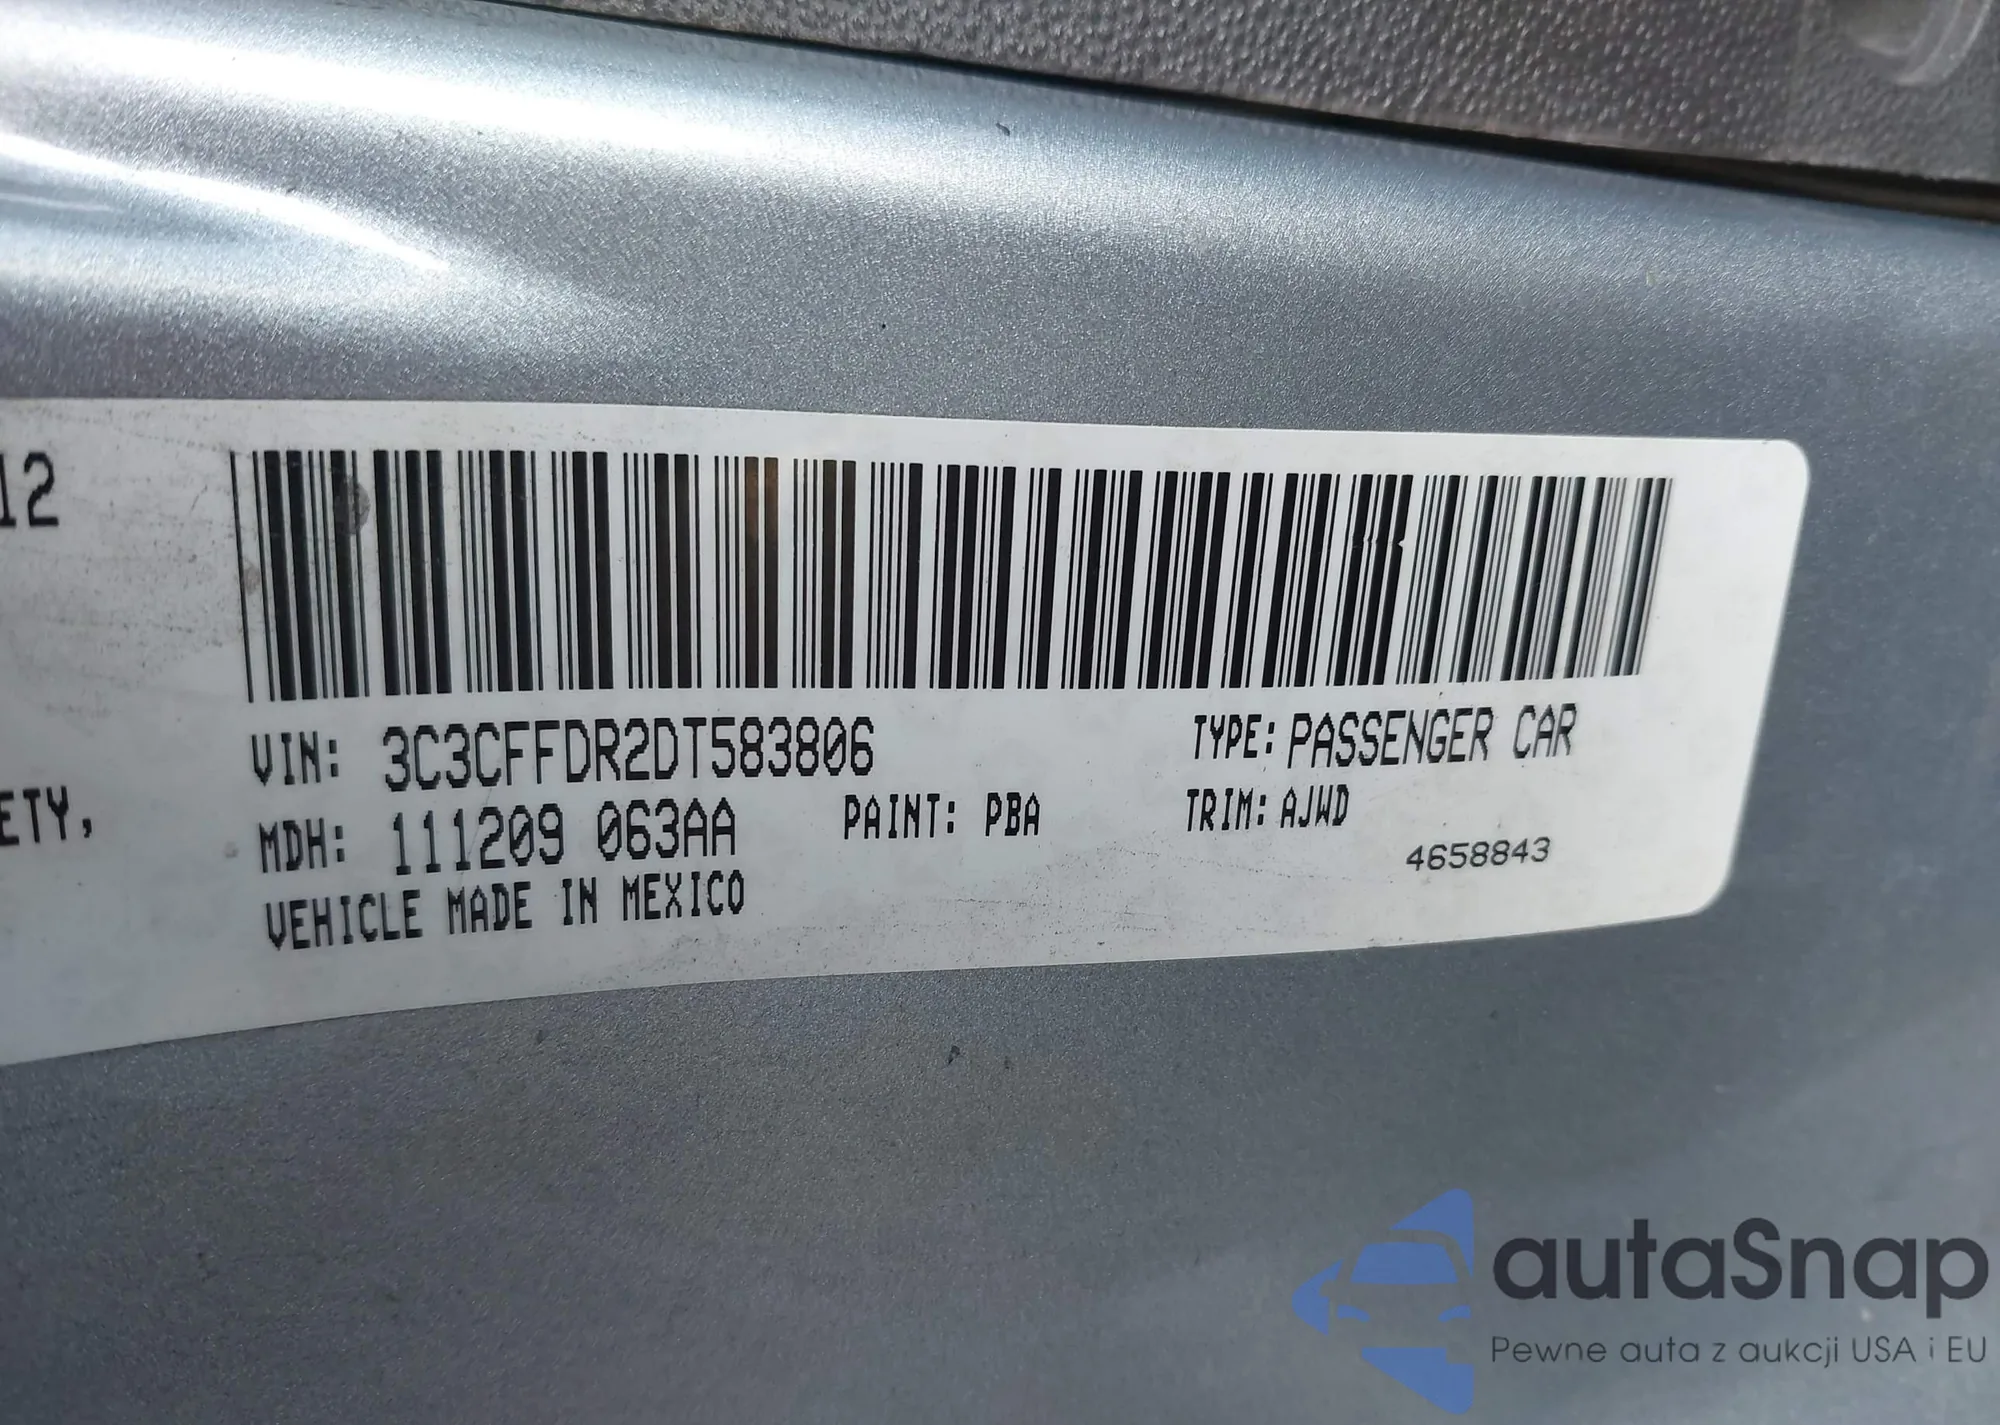 12
ETY,
VIN: 3C3CFFDR2DT583806
TYPE: PASSENGER CAR
MDH: 111209 063AA
PAINT: PBA
TRIM: AJWD
VEHICLE MADE IN MEXICO
4658843
autaSnap
Pewne auta z aukcji USA i EU